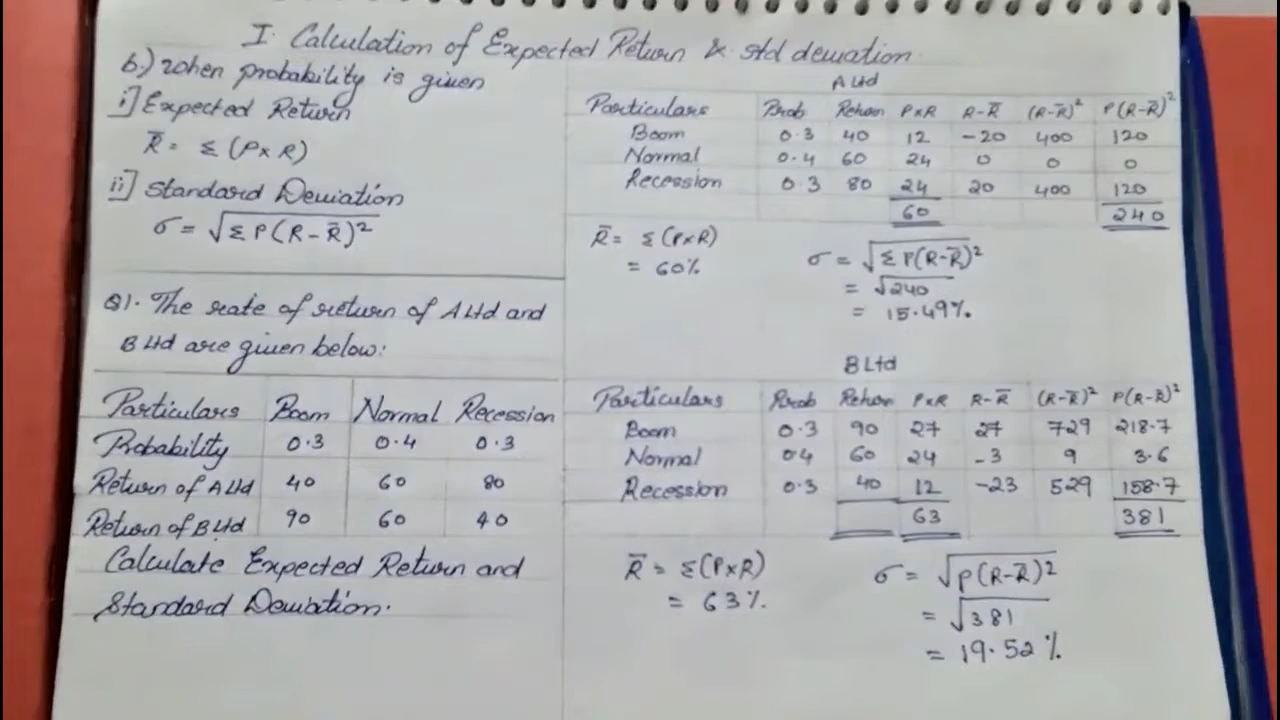 I. Calculation of Expected Return & Std deviation
b.) When probability is given
i] Expected Return
R̄ = Σ (P×R)
ii] Standard Deviation
σ = √ΣP(R-R̄)²
Q1. The rate of return of A Ltd and
B Ltd are given below:
Particulars Boom Normal Recession
Probability 0.3 0.4 0.3
Return of A Ltd 40 60 80
Return of B Ltd 90 60 40
Calculate Expected Return and
Standard Deviation.
A Ltd
Particulars Prob Return P×R R-R̄ (R-R̄)² P(R-R̄)²
Boom 0.3 40 12 -20 400 120
Normal 0.4 60 24 0 0 0
Recession 0.3 80 24 20 400 120
60 240
R̄ = Σ(P×R)
= 60%
σ = √ΣP(R-R̄)²
= √240
= 15.49%
B Ltd
Particulars Prob Return P×R R-R̄ (R-R̄)² P(R-R̄)²
Boom 0.3 90 27 27 729 218.7
Normal 0.4 60 24 -3 9 3.6
Recession 0.3 40 12 -23 529 158.7
63 381
R̄ = Σ(P×R)
= 63%
σ = √P(R-R̄)²
= √381
= 19.52%